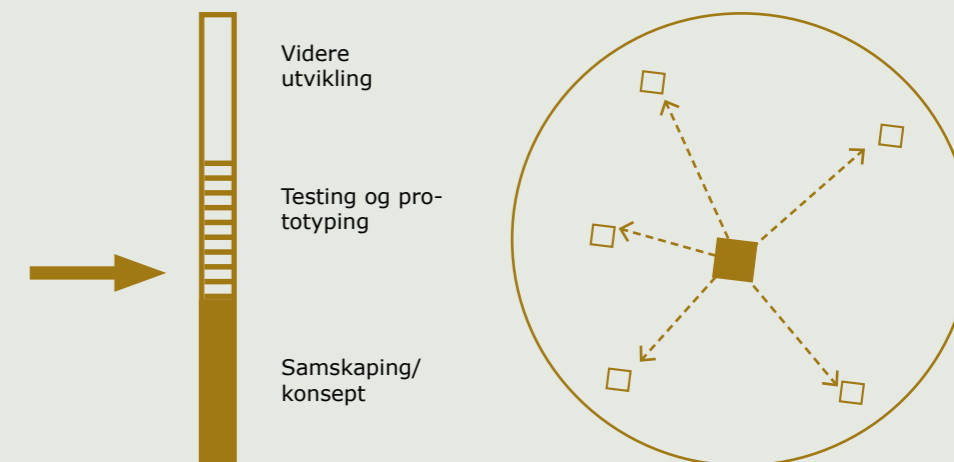 Videre
utvikling
Testing og pro-
totyping
Samskaping/
konsept